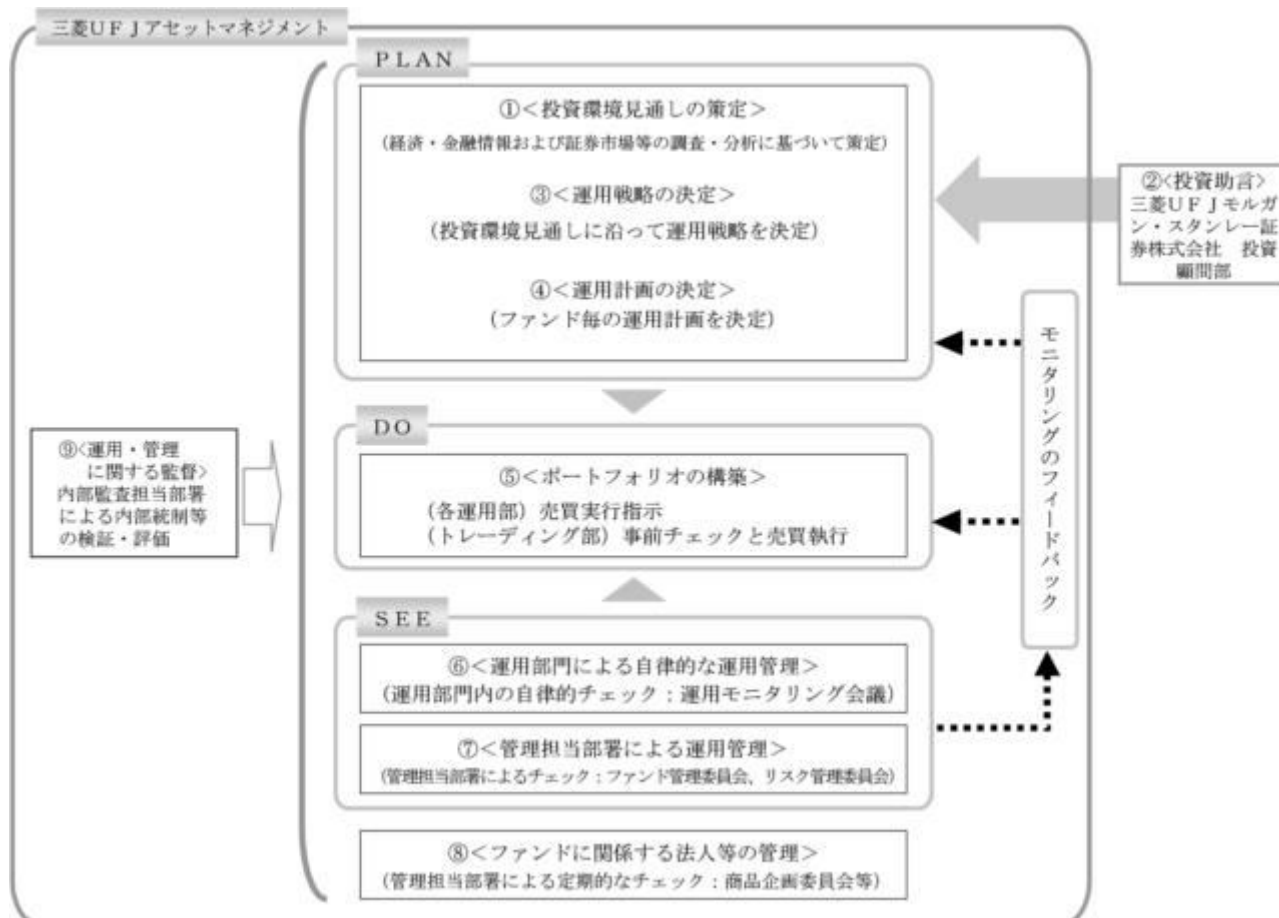 三菱ＵＦＪアセットマネジメント
ＰＬＡＮ
①＜投資環境見通しの策定＞
(経済・金融情報および証券市場等の調査・分析に基づいて策定)
③＜運用戦略の決定＞
(投資環境見通しに沿って運用戦略を決定)
④＜運用計画の決定＞
(ファンド毎の運用計画を決定)
②<投資助言>
三菱ＵＦＪモルガ
ン・スタンレー証
券株式会社　投資
顧問部
モニタリングのフィードバック
ＤＯ
⑤＜ポートフォリオの構築＞
(各運用部) 売買実行指示
(トレーディング部) 事前チェックと売買執行
⑨<運用・管理
に関する監督>
内部監査担当部署
による内部統制等
の検証・評価
ＳＥＥ
⑥＜運用部門による自律的な運用管理＞
(運用部門内の自律的チェック：運用モニタリング会議)
⑦＜管理担当部署による運用管理＞
(管理担当部署によるチェック：ファンド管理委員会、リスク管理委員会)
⑧＜ファンドに関係する法人等の管理＞
(管理担当部署による定期的なチェック：商品企画委員会等)